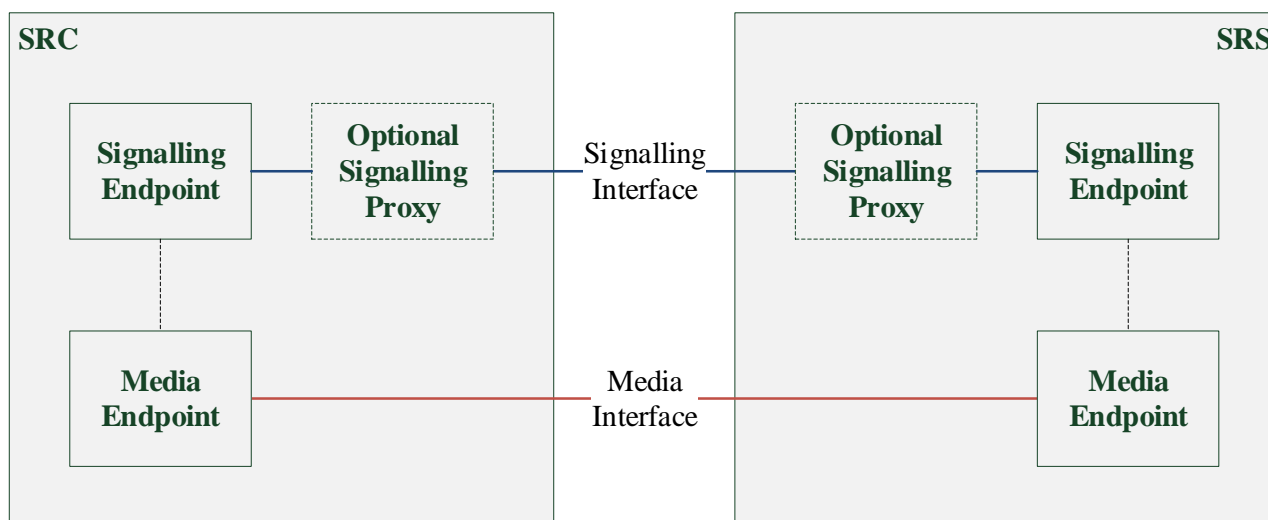 SRC
SRS
Signalling
Endpoint
Optional
Signalling
Proxy
Signalling
Interface
Optional
Signalling
Proxy
Signalling
Endpoint
Media
Endpoint
Media
Interface
Media
Endpoint